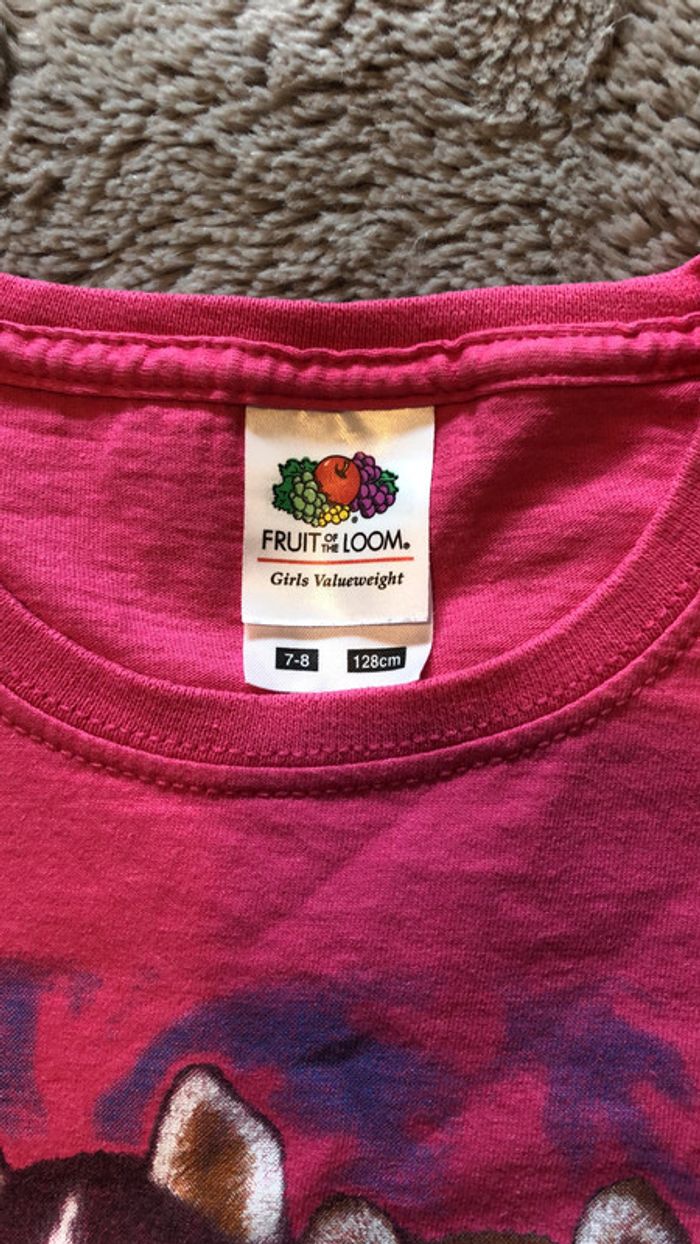 FRUIT OF THE LOOM®
Girls Valueweight
7-8 128cm